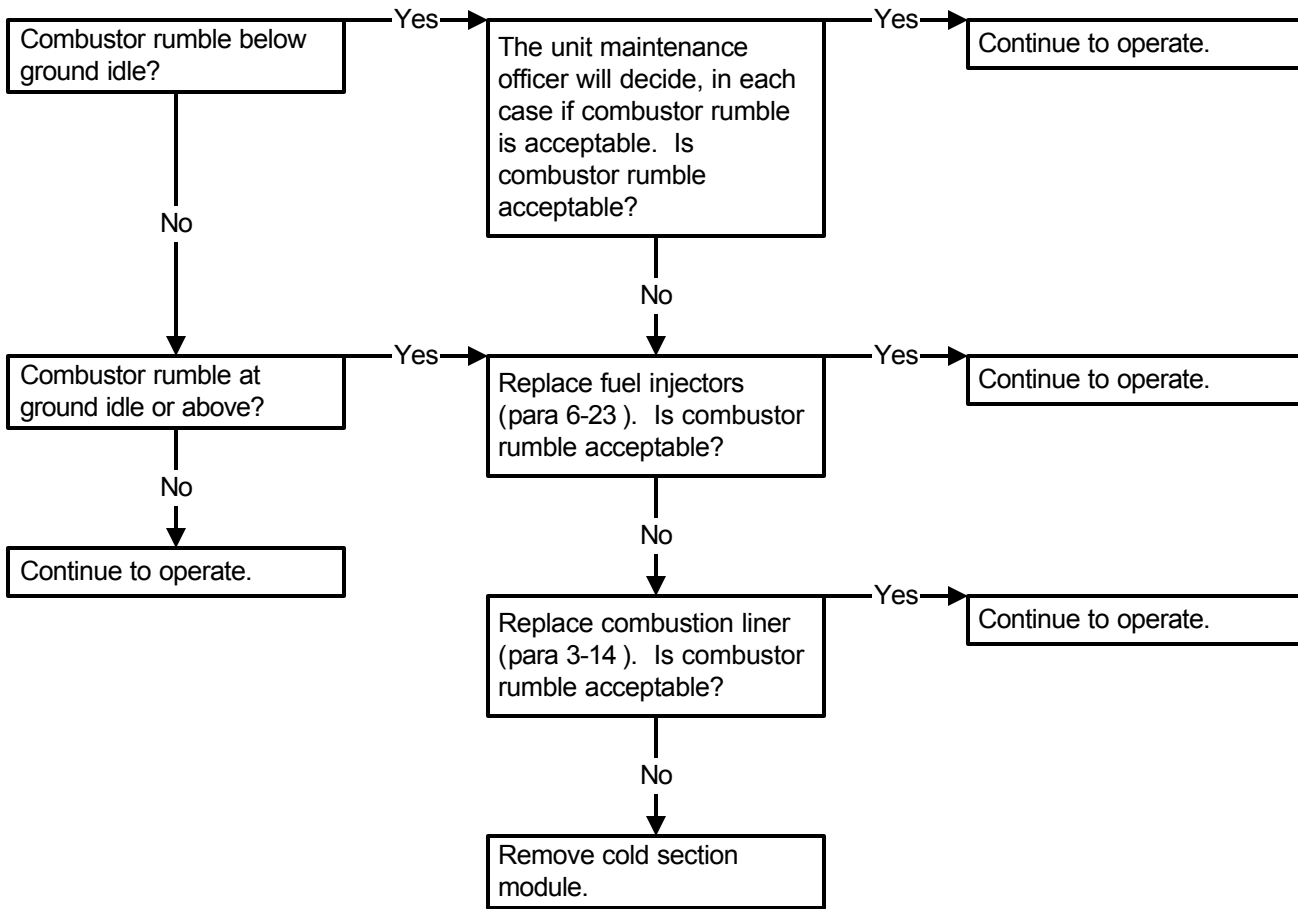 Combustor rumble below
ground idle?
Yes
The unit maintenance
officer will decide, in each
case if combustor rumble
is acceptable.  Is
combustor rumble
acceptable?
Yes
Continue to operate.
No
No
Combustor rumble at
ground idle or above?
Yes
Replace fuel injectors
(para 6-23 ).  Is combustor
rumble acceptable?
Yes
Continue to operate.
No
Continue to operate.
No
Replace combustion liner
(para 3-14 ).  Is combustor
rumble acceptable?
Yes
Continue to operate.
No
Remove cold section
module.